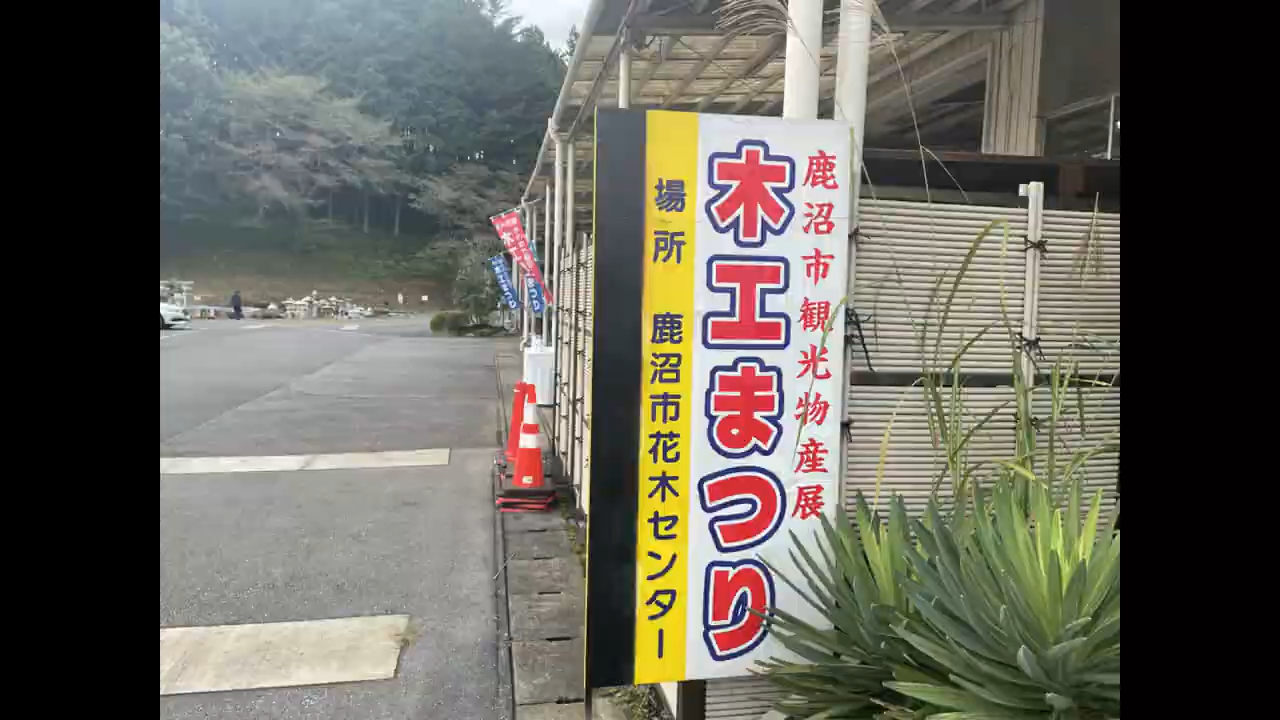 鹿沼市観光物産展
木工まつり
場所 鹿沼市花木センター